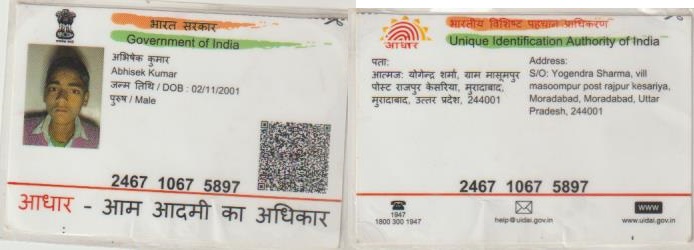 भारत सरकार
Government of India
अभिषेक कुमार
Abhisek Kumar
जन्म तिथि / DOB : 02/11/2001
पुरुष / Male
2467 1067 5897
आधार - आम आदमी का अधिकार
भारतीय विशिष्ट पहचान प्राधिकरण
आधार
Unique Identification Authority of India
पता:
आत्मज: योगेन्द्र शर्मा, ग्राम मासूमपुर
पोस्ट राजपुर केसरिया, मुरादाबाद,
मुरादाबाद, उत्तर प्रदेश, 244001
Address:
S/O: Yogendra Sharma, vill
masoompur post rajpur kesariya,
Moradabad, Moradabad, Uttar
Pradesh, 244001
2467 1067 5897
1947
1800 300 1947
help@uidai.gov.in
www
www.uidai.gov.in